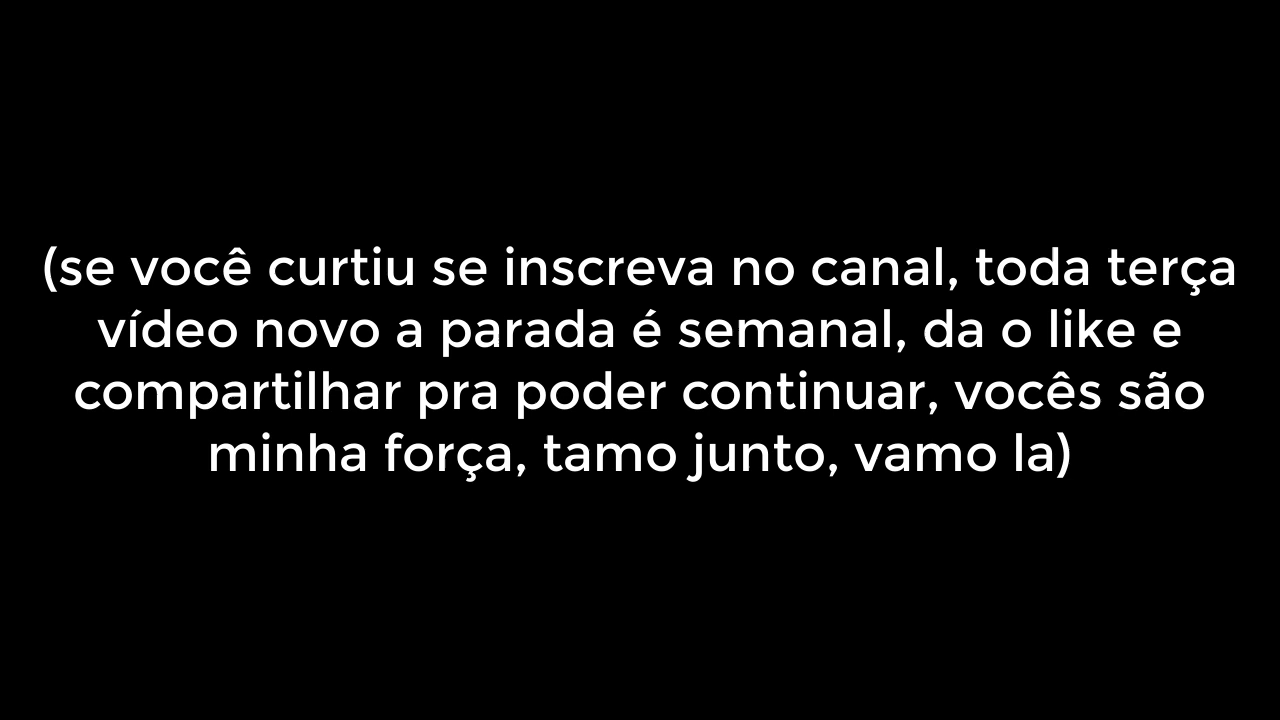 (se você curtiu se inscreva no canal, toda terça
vídeo novo a parada é semanal, da o like e
compartilhar pra poder continuar, vocês são
minha força, tamo junto, vamo la)